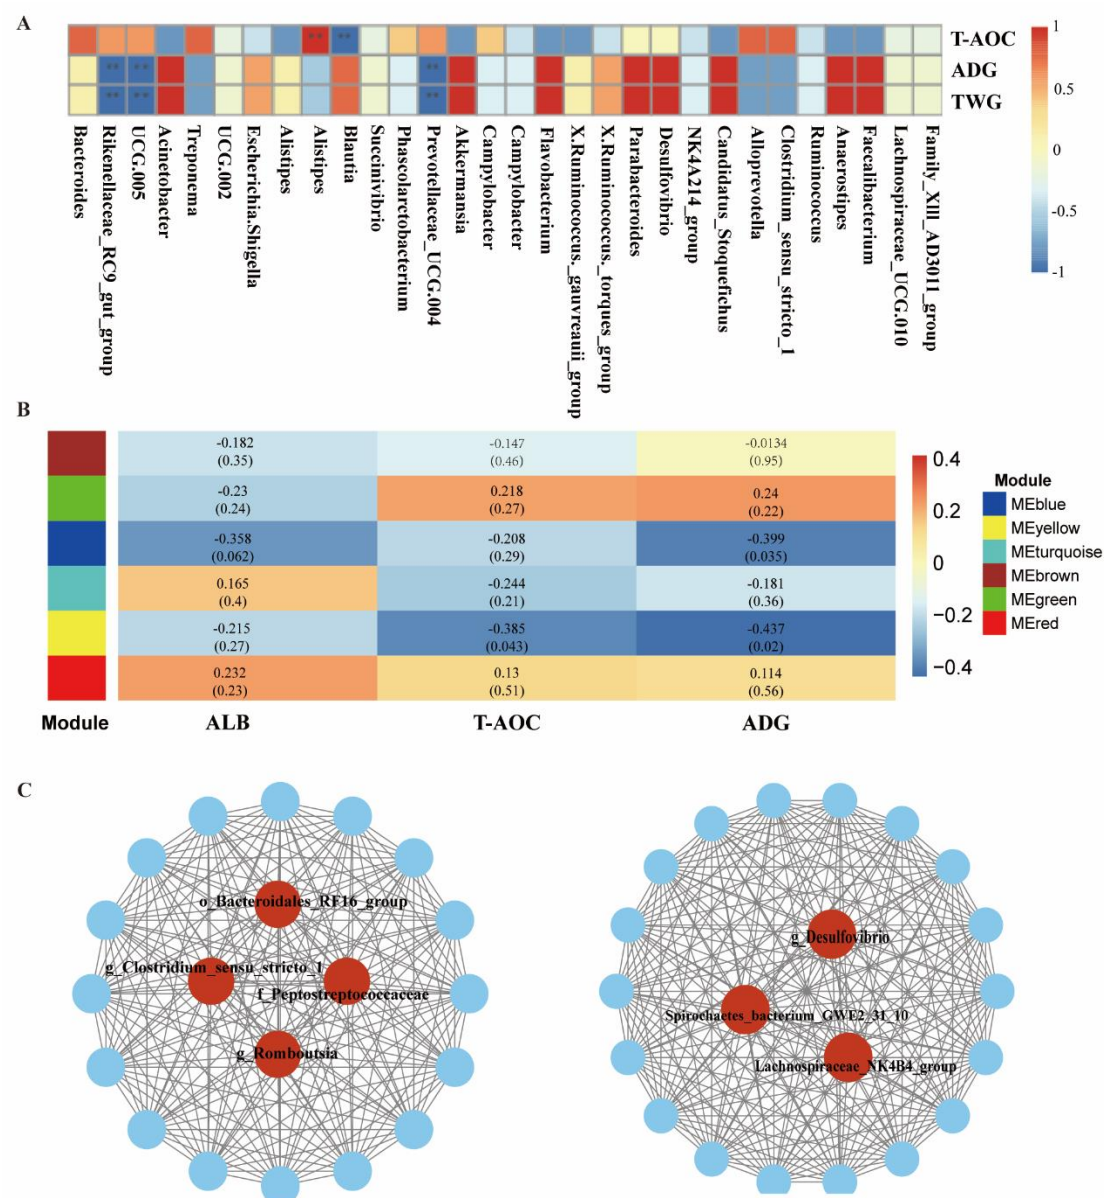 A
T-AOC
ADG
TWG
**
**
**
**
**
**
**
**
1
0.5
0
-0.5
-1
Bacteroides
Rikenellaceae_RC9_gut_group
UCG.005
Acinetobacter
Treponema
UCG.002
Escherichia.Shigella
Alistipes
Alistipes
Blautia
Succinivibrio
Phascolarctobacterium
Prevotellaceae_UCG.004
Akkermansia
Campylobacter
Campylobacter
Flavobacterium
X.Ruminococcus._gauvreauii_group
X.Ruminococcus._torques_group
Parabacteroides
Desulfovibrio
NK4A214_group
Candidatus_Stoquefichus
Alloprevotella
Clostridium_sensu_stricto_1
Ruminococcus
Anaerostipes
Faecalibacterium
Lachnospiraceae_UCG.010
Family_XIII_AD3011_group
B
-0.182
(0.35)
-0.147
(0.46)
-0.0134
(0.95)
-0.23
(0.24)
0.218
(0.27)
0.24
(0.22)
-0.358
(0.062)
-0.208
(0.29)
-0.399
(0.035)
0.165
(0.4)
-0.244
(0.21)
-0.181
(0.36)
-0.215
(0.27)
-0.385
(0.043)
-0.437
(0.02)
0.232
(0.23)
0.13
(0.51)
0.114
(0.56)
Module
ALB
T-AOC
ADG
0.4
0.2
0
−0.2
−0.4
Module
MEblue
MEyellow
MEturquoise
MEbrown
MEgreen
MEred
C
o_Bacteroidales_RF16_group
g_Clostridium_sensu_stricto_1
f_Peptostreptococcaceae
g_Romboutsia
g_Desulfovibrio
Spirochaetes_bacterium_GWE2_31_10
Lachnospiraceae_NK4B4_group